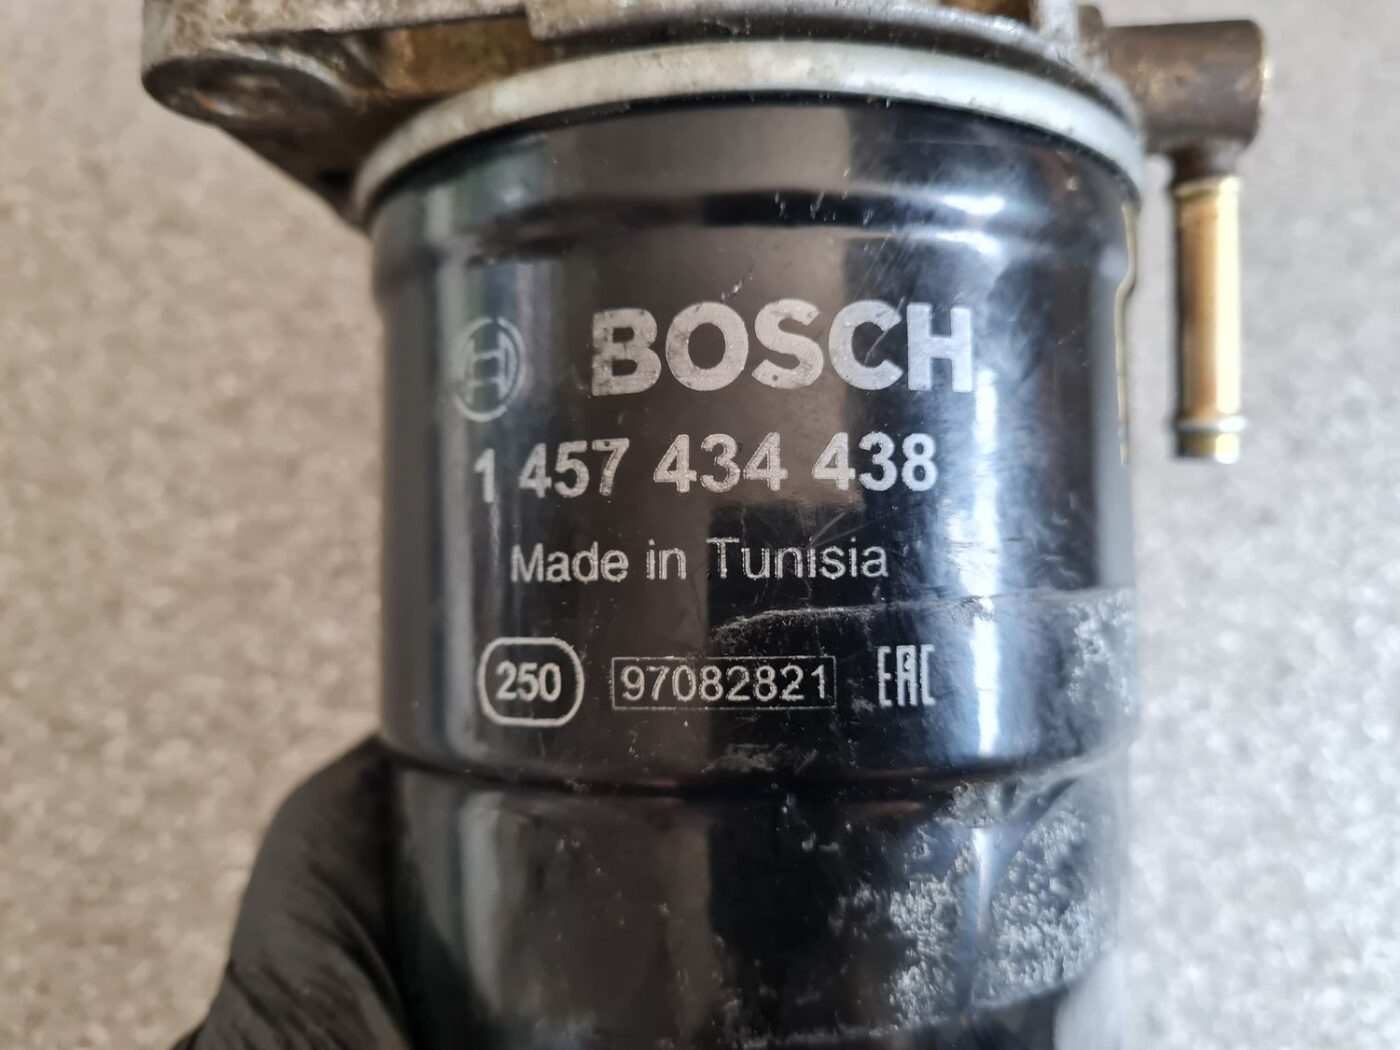 BOSCH
1 457 434 438
Made in Tunisia
250 97082821 EAC